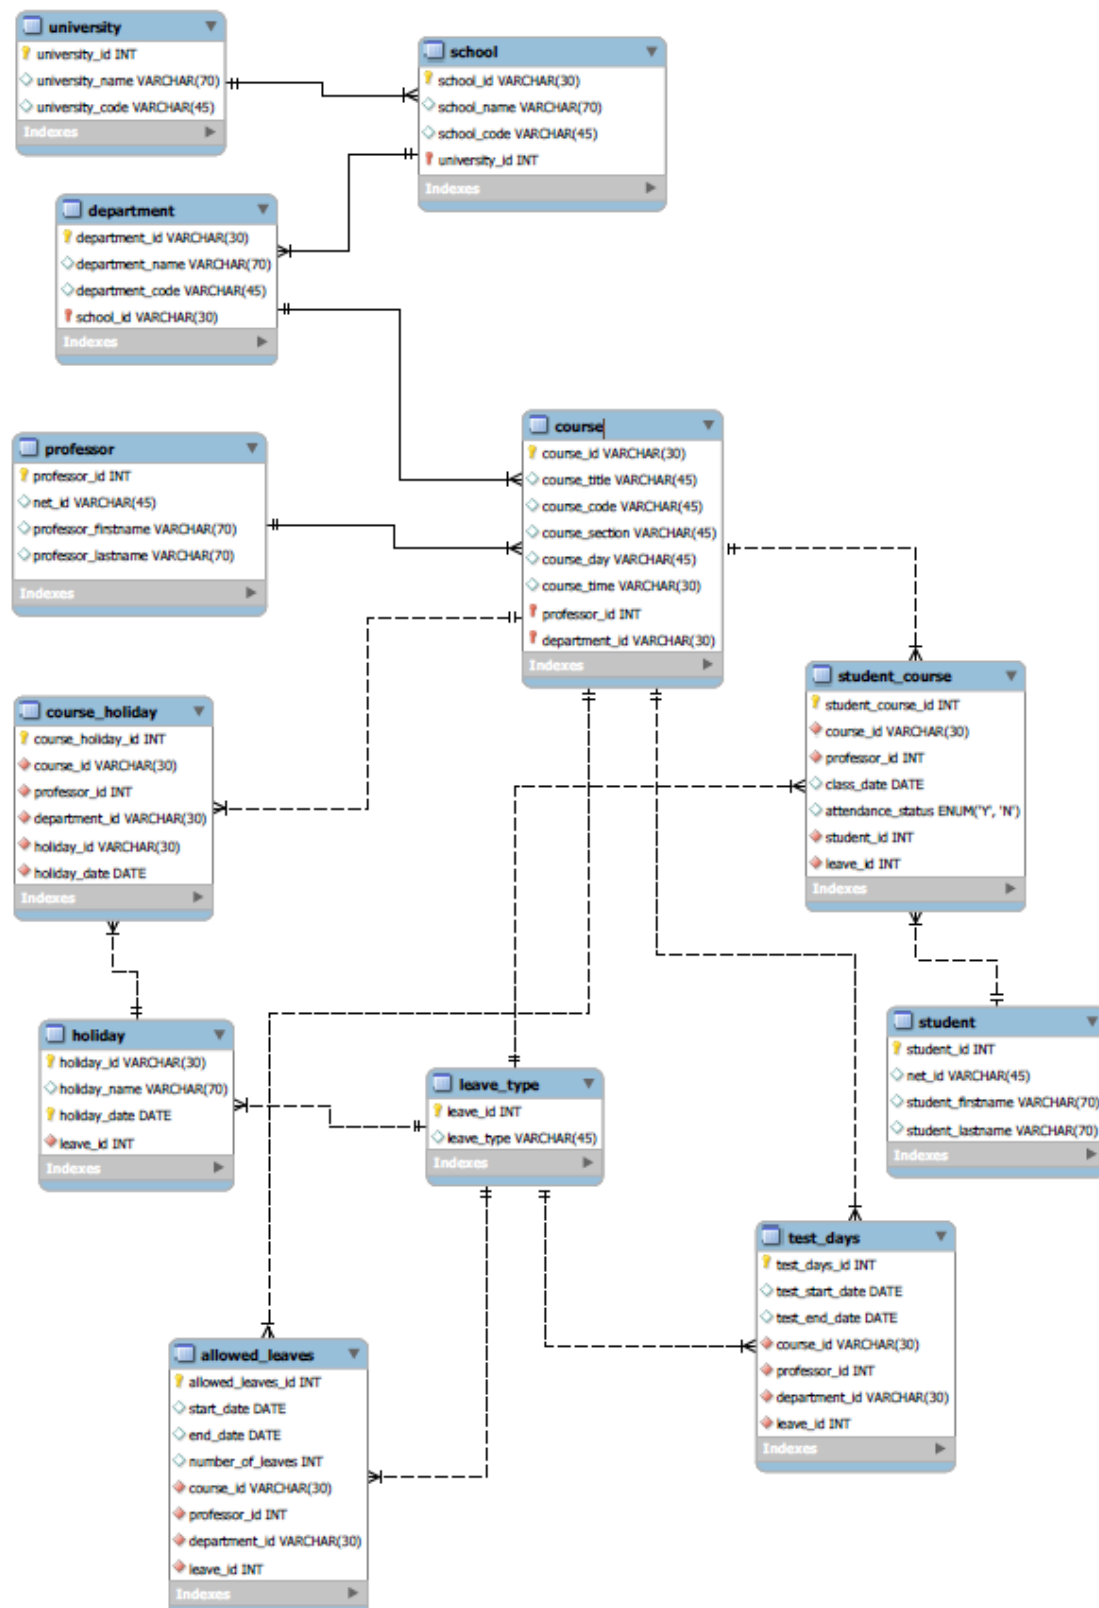 university
university_id INT
university_name VARCHAR(70)
university_code VARCHAR(45)
Indexes
school
school_id VARCHAR(30)
school_name VARCHAR(70)
school_code VARCHAR(45)
university_id INT
Indexes
department
department_id VARCHAR(30)
department_name VARCHAR(70)
department_code VARCHAR(45)
school_id VARCHAR(30)
Indexes
professor
professor_id INT
net_id VARCHAR(45)
professor_firstname VARCHAR(70)
professor_lastname VARCHAR(70)
Indexes
course
course_id VARCHAR(30)
course_title VARCHAR(45)
course_code VARCHAR(45)
course_section VARCHAR(45)
course_day VARCHAR(45)
course_time VARCHAR(30)
professor_id INT
department_id VARCHAR(30)
Indexes
course_holiday
course_holiday_id INT
course_id VARCHAR(30)
professor_id INT
department_id VARCHAR(30)
holiday_id VARCHAR(30)
holiday_date DATE
Indexes
student_course
student_course_id INT
course_id VARCHAR(30)
professor_id INT
class_date DATE
attendance_status ENUM('Y', 'N')
student_id INT
leave_id INT
Indexes
holiday
holiday_id VARCHAR(30)
holiday_name VARCHAR(70)
holiday_date DATE
leave_id INT
Indexes
leave_type
leave_id INT
leave_type VARCHAR(45)
Indexes
student
student_id INT
net_id VARCHAR(45)
student_firstname VARCHAR(70)
student_lastname VARCHAR(70)
Indexes
test_days
test_days_id INT
test_start_date DATE
test_end_date DATE
course_id VARCHAR(30)
professor_id INT
department_id VARCHAR(30)
leave_id INT
Indexes
allowed_leaves
allowed_leaves_id INT
start_date DATE
end_date DATE
number_of_leaves INT
course_id VARCHAR(30)
professor_id INT
department_id VARCHAR(30)
leave_id INT
Indexes